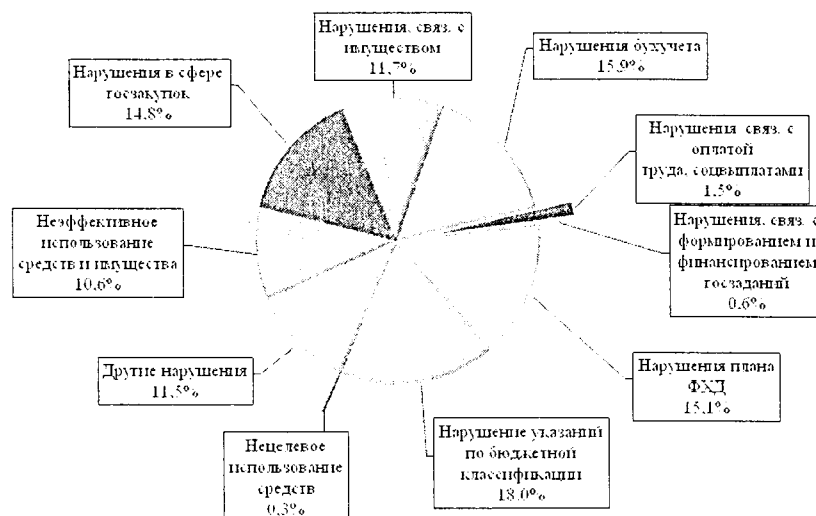 Нарушения, связ. с
имуществом
11,7%
Нарушения бухучета
15,9%
Нарушения в сфере
госзакупок
14,8%
Нарушения, связ. с
оплатой
труда, соцвыплатами
1,5%
Неэффективное
использование
средств и имущества
10,6%
Нарушения, связ. с
формированием и
финансированием
госзаданий
0,6%
Другие нарушения
11,5%
Нарушения плана
ФХД
15,1%
Нецелевое
использование
средств
0,3%
Нарушение указаний
по бюджетной
классификации
18,0%